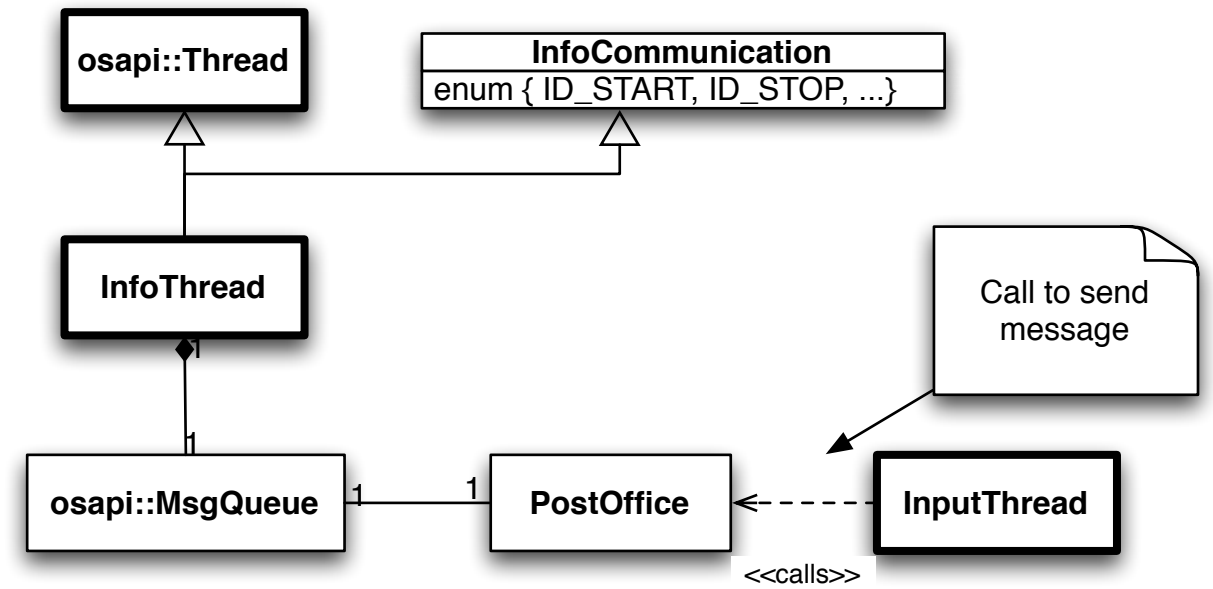 osapi::Thread
InfoCommunication
enum { ID_START, ID_STOP, ...}
InfoThread
1
1
Call to send
message
osapi::MsgQueue
1
1
PostOffice
InputThread
<<calls>>